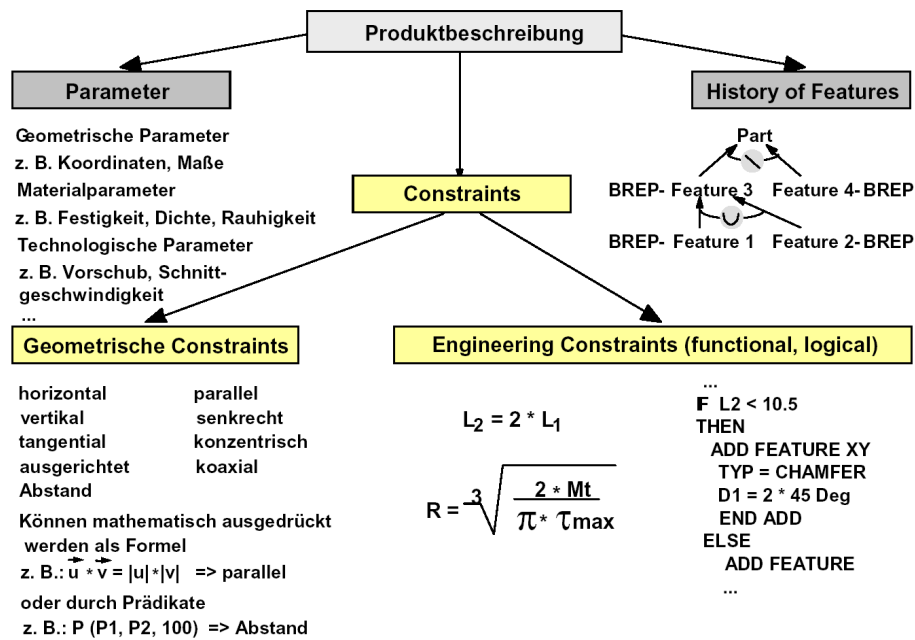 Produktbeschreibung
Parameter
Geometrische Parameter
z. B. Koordinaten, Maße
Materialparameter
z. B. Festigkeit, Dichte, Rauhigkeit
Technologische Parameter
z. B. Vorschub, Schnitt-
geschwindigkeit
...
History of Features
Part
BREP- Feature 3 Feature 4-BREP
BREP- Feature 1 Feature 2-BREP
Constraints
Geometrische Constraints
horizontal parallel
vertikal senkrecht
tangential konzentrisch
ausgerichtet koaxial
Abstand
Können mathematisch ausgedrückt
werden als Formel
z. B.: u * v = |u|*|v| => parallel
oder durch Prädikate
z. B.: P (P1, P2, 100) => Abstand
Engineering Constraints (functional, logical)
L2 = 2 * L1
R = 3√ 2 * Mt / π * τmax
...
IF L2 < 10.5
THEN
ADD FEATURE XY
TYP = CHAMFER
D1 = 2 * 45 Deg
END ADD
ELSE
ADD FEATURE
...